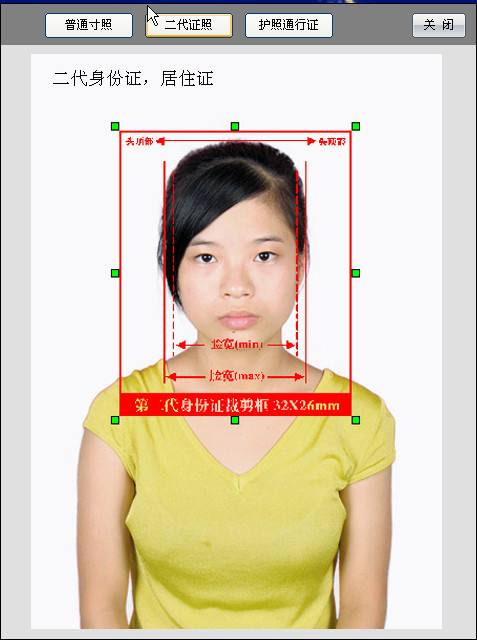 普通寸照
二代证照
护照通行证
关 闭
二代身份证，居住证
头顶部 头顶部
脸宽(min)
脸宽(max)
第二代身份证裁剪框 32X26mm